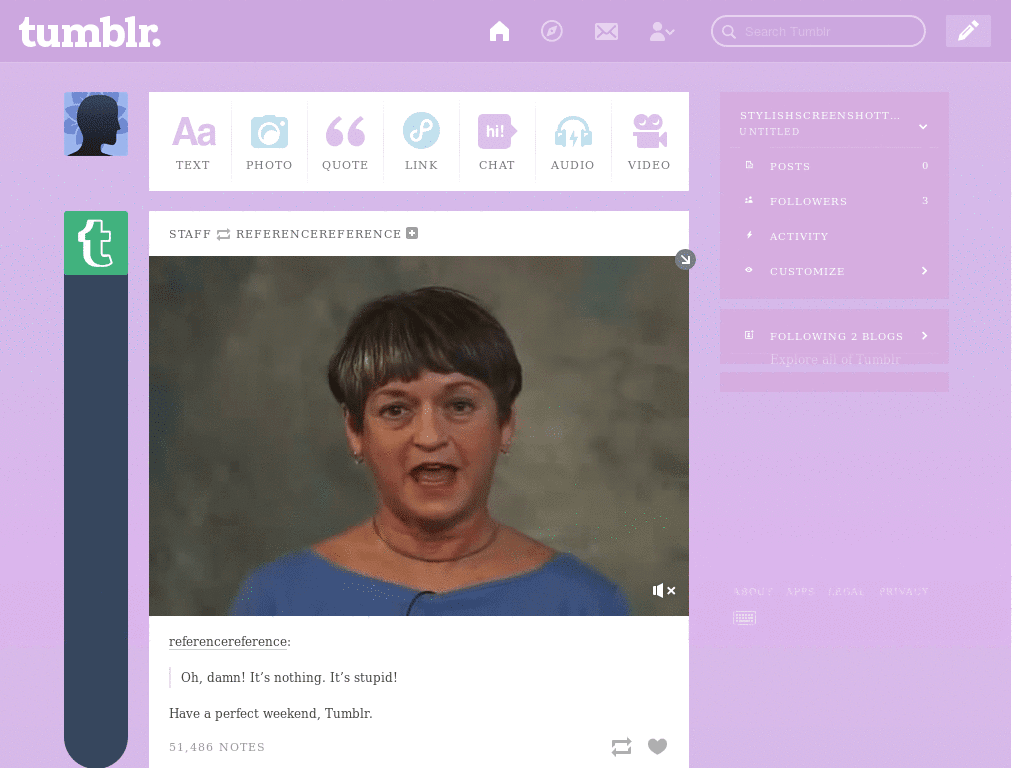 tumblr.
Search Tumblr
Aa
hi!
TEXT PHOTO QUOTE LINK CHAT AUDIO VIDEO
STYLISHSCREENSHOTT...
UNTITLED
POSTS 0
FOLLOWERS 3
ACTIVITY
CUSTOMIZE
FOLLOWING 2 BLOGS
Explore all of Tumblr
t
STAFF REFERENCEREFERENCE
referencereference:
Oh, damn! It’s nothing. It’s stupid!
Have a perfect weekend, Tumblr.
51,486 NOTES
ABOUT APPS LEGAL PRIVACY